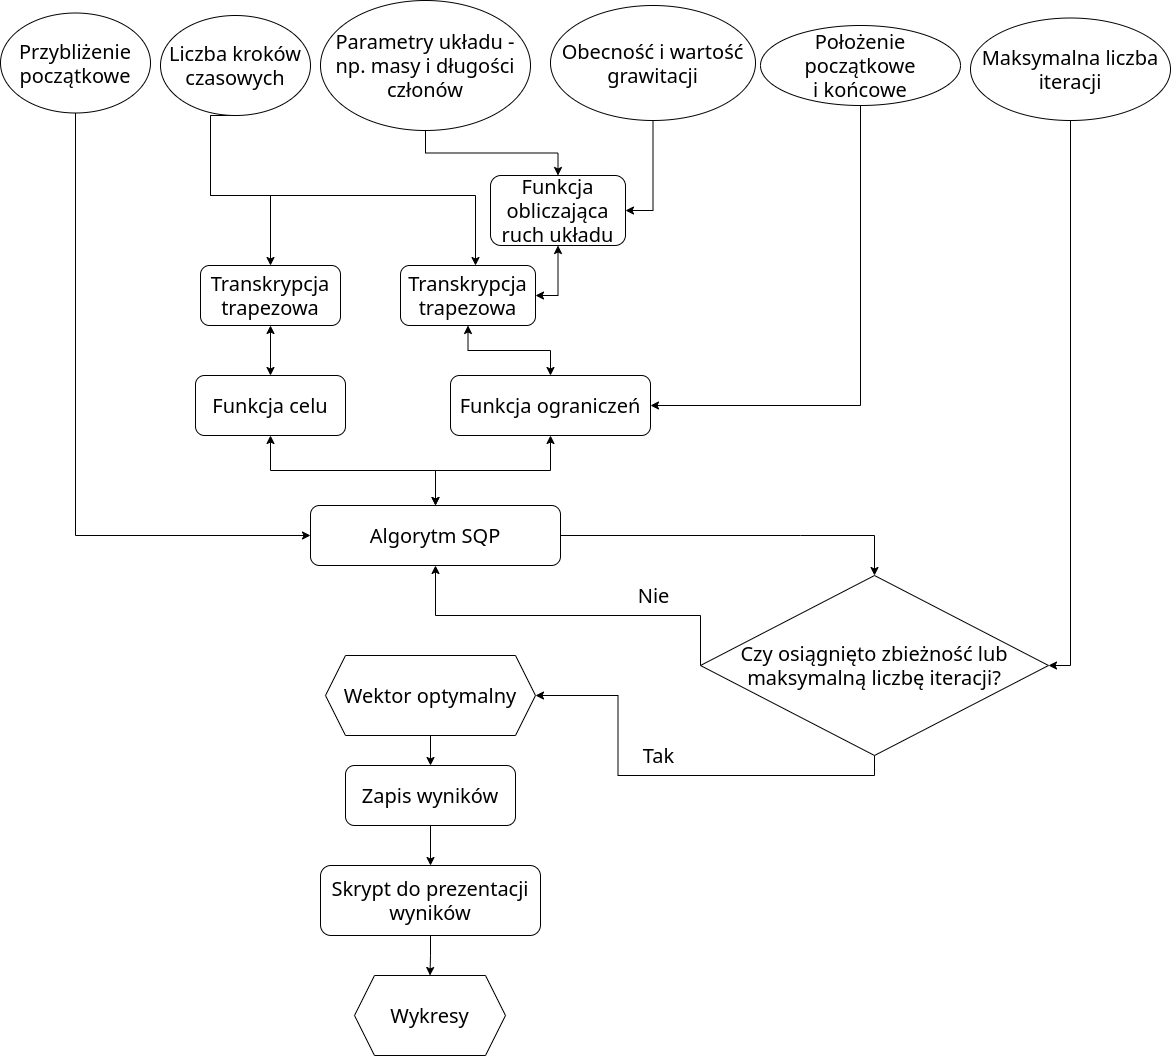 Przybliżenie
początkowe
Liczba kroków
czasowych
Parametry układu -
np. masy i długości
członów
Obecność i wartość
grawitacji
Położenie
początkowe
i końcowe
Maksymalna liczba
iteracji
Funkcja
obliczająca
ruch układu
Transkrypcja
trapezowa
Transkrypcja
trapezowa
Funkcja celu
Funkcja ograniczeń
Algorytm SQP
Nie
Czy osiągnięto zbieżność lub
maksymalną liczbę iteracji?
Wektor optymalny
Tak
Zapis wyników
Skrypt do prezentacji
wyników
Wykresy